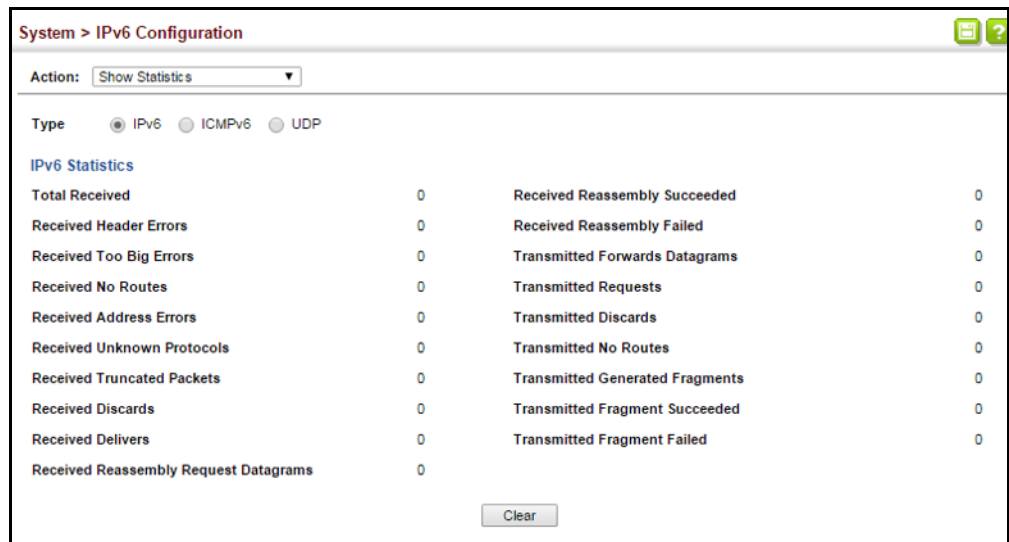 System > IPv6 Configuration
?
Action: Show Statistics
Type IPv6 ICMPv6 UDP
IPv6 Statistics
Total Received 0 Received Reassembly Succeeded 0
Received Header Errors 0 Received Reassembly Failed 0
Received Too Big Errors 0 Transmitted Forwards Datagrams 0
Received No Routes 0 Transmitted Requests 0
Received Address Errors 0 Transmitted Discards 0
Received Unknown Protocols 0 Transmitted No Routes 0
Received Truncated Packets 0 Transmitted Generated Fragments 0
Received Discards 0 Transmitted Fragment Succeeded 0
Received Delivers 0 Transmitted Fragment Failed 0
Received Reassembly Request Datagrams 0
Clear